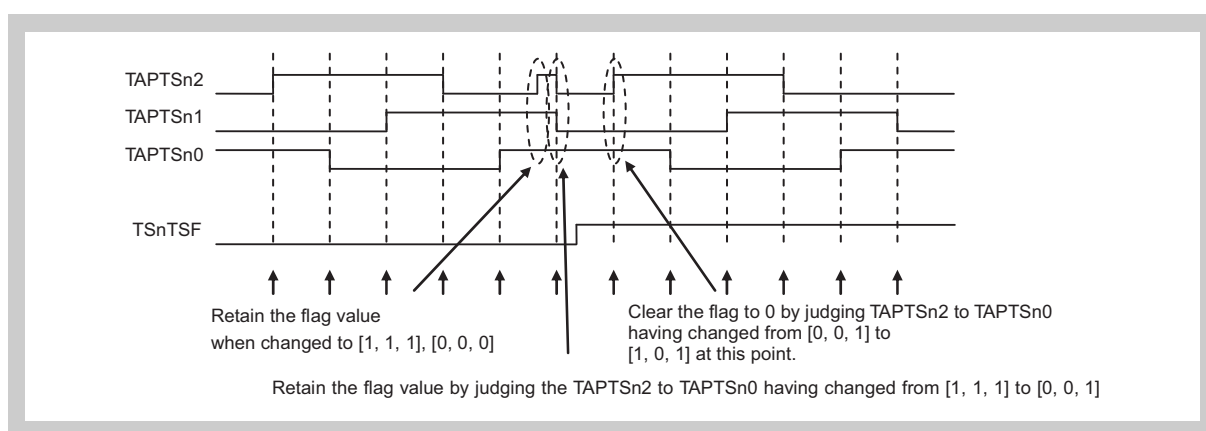 TAPTSn2
TAPTSn1
TAPTSn0
TSnTSF
Retain the flag value
when changed to [1, 1, 1], [0, 0, 0]
Clear the flag to 0 by judging TAPTSn2 to TAPTSn0
having changed from [0, 0, 1] to
[1, 0, 1] at this point.
Retain the flag value by judging the TAPTSn2 to TAPTSn0 having changed from [1, 1, 1] to [0, 0, 1]